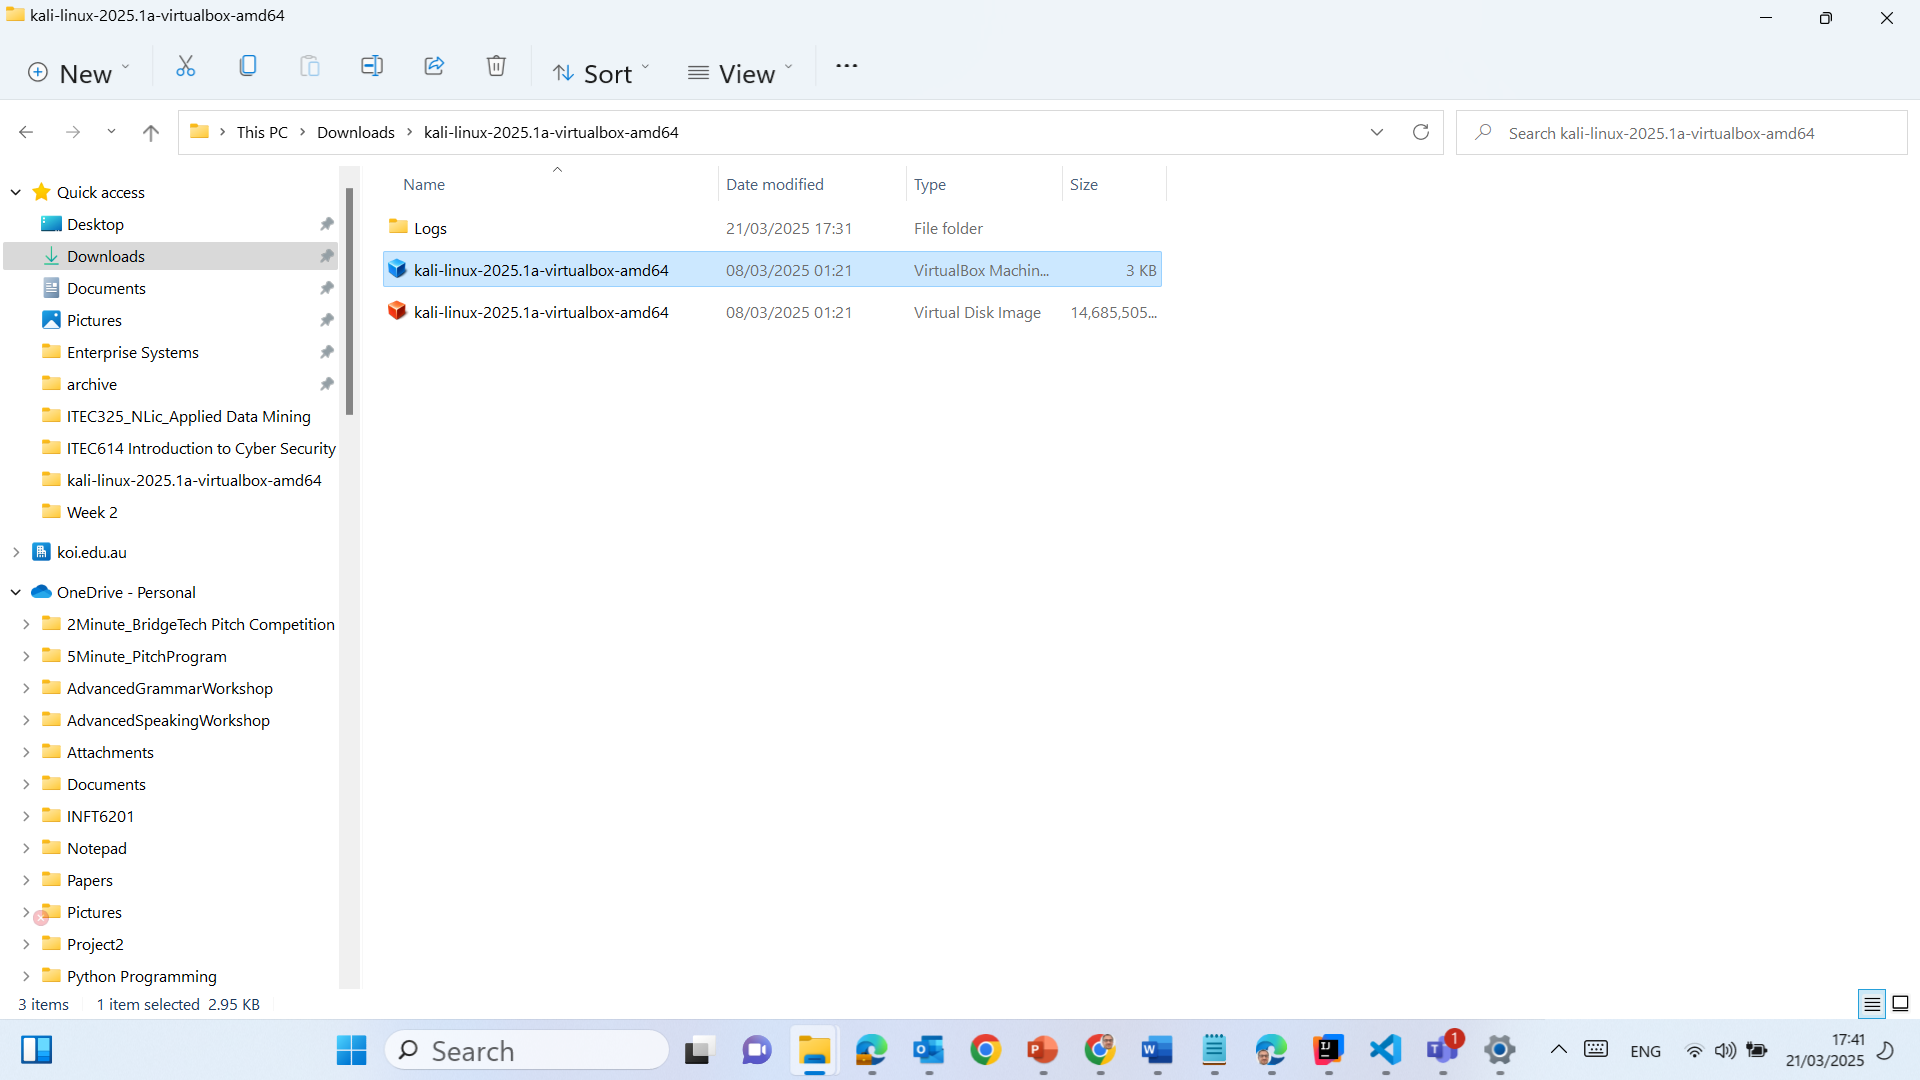 kali-linux-2025.1a-virtualbox-amd64
New
Sort
View
This PC > Downloads > kali-linux-2025.1a-virtualbox-amd64
Search kali-linux-2025.1a-virtualbox-amd64
Quick access
Desktop
Downloads
Documents
Pictures
Enterprise Systems
archive
ITEC325_NLic_Applied Data Mining
ITEC614 Introduction to Cyber Security
kali-linux-2025.1a-virtualbox-amd64
Week 2
koi.edu.au
OneDrive - Personal
2Minute_BridgeTech Pitch Competition
5Minute_PitchProgram
AdvancedGrammarWorkshop
AdvancedSpeakingWorkshop
Attachments
Documents
INFT6201
Notepad
Papers
Pictures
Project2
Python Programming
Name Date modified Type Size
Logs 21/03/2025 17:31 File folder
kali-linux-2025.1a-virtualbox-amd64 08/03/2025 01:21 VirtualBox Machin... 3 KB
kali-linux-2025.1a-virtualbox-amd64 08/03/2025 01:21 Virtual Disk Image 14,685,505...
3 items 1 item selected 2.95 KB
Search
1
ENG
17:41
21/03/2025